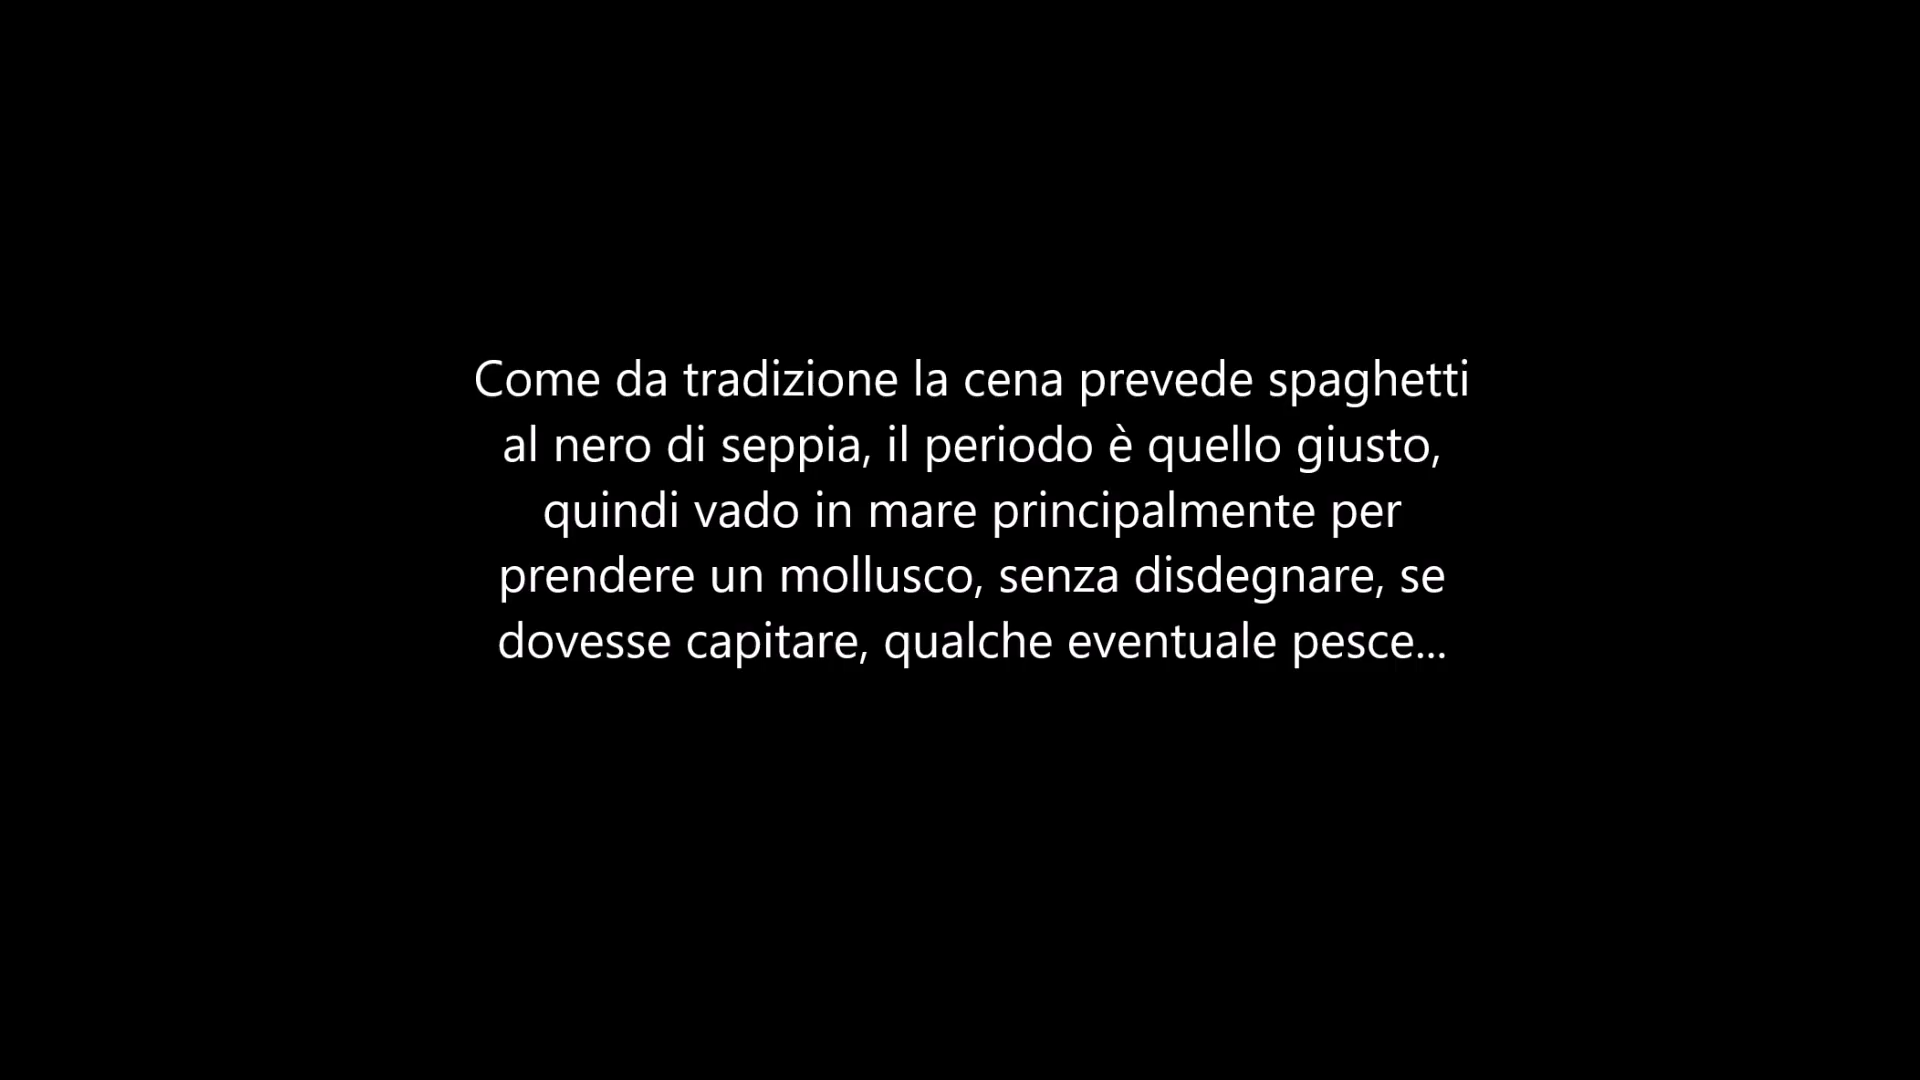 Come da tradizione la cena prevede spaghetti
al nero di seppia, il periodo è quello giusto,
quindi vado in mare principalmente per
prendere un mollusco, senza disdegnare, se
dovesse capitare, qualche eventuale pesce...